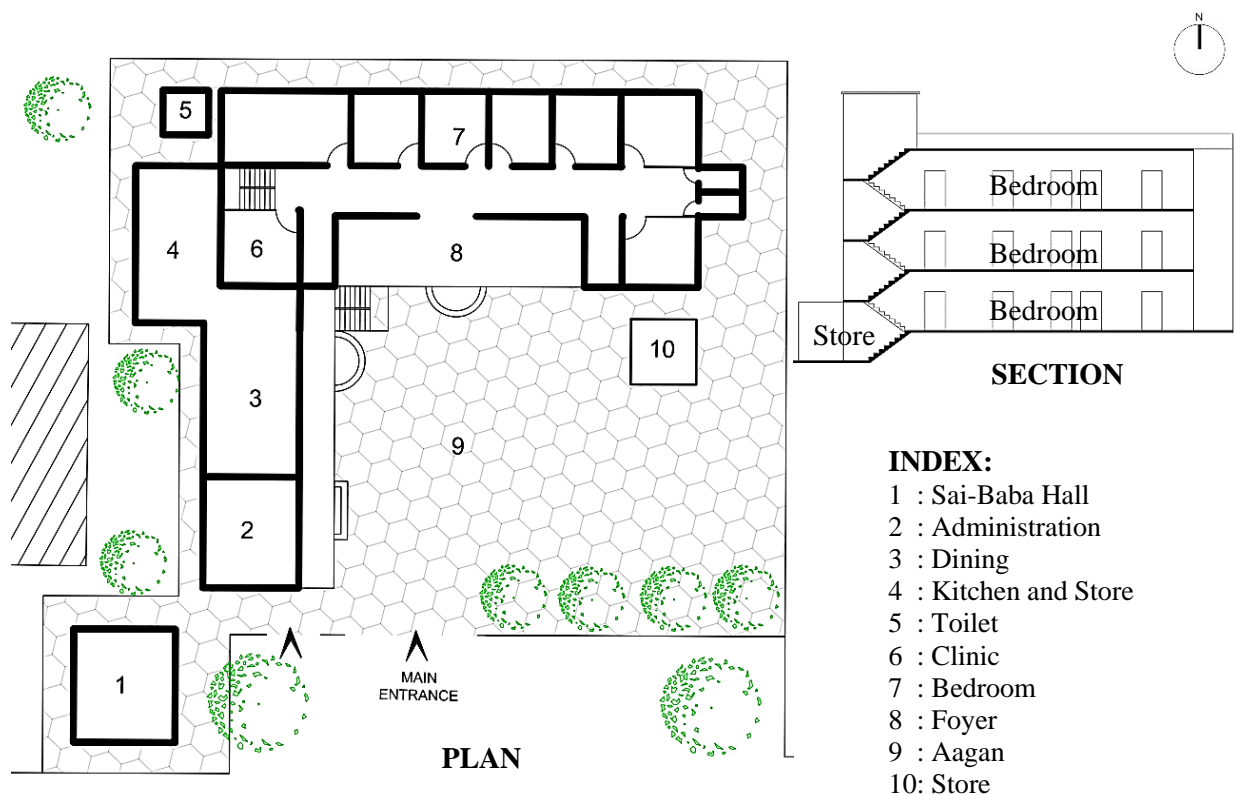 N
5
7
4
6
8
10
3
9
2
1
MAIN
ENTRANCE
PLAN
Bedroom
Bedroom
Bedroom
Store
SECTION
INDEX:
1 : Sai-Baba Hall
2 : Administration
3 : Dining
4 : Kitchen and Store
5 : Toilet
6 : Clinic
7 : Bedroom
8 : Foyer
9 : Aagan
10: Store